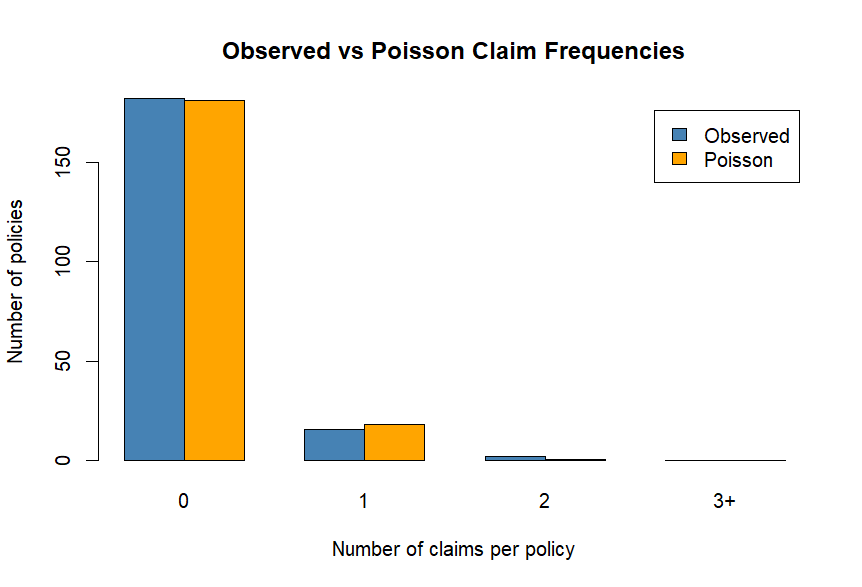 Observed vs Poisson Claim Frequencies
Observed
Poisson
Number of policies
150
100
50
0
0 1 2 3+
Number of claims per policy